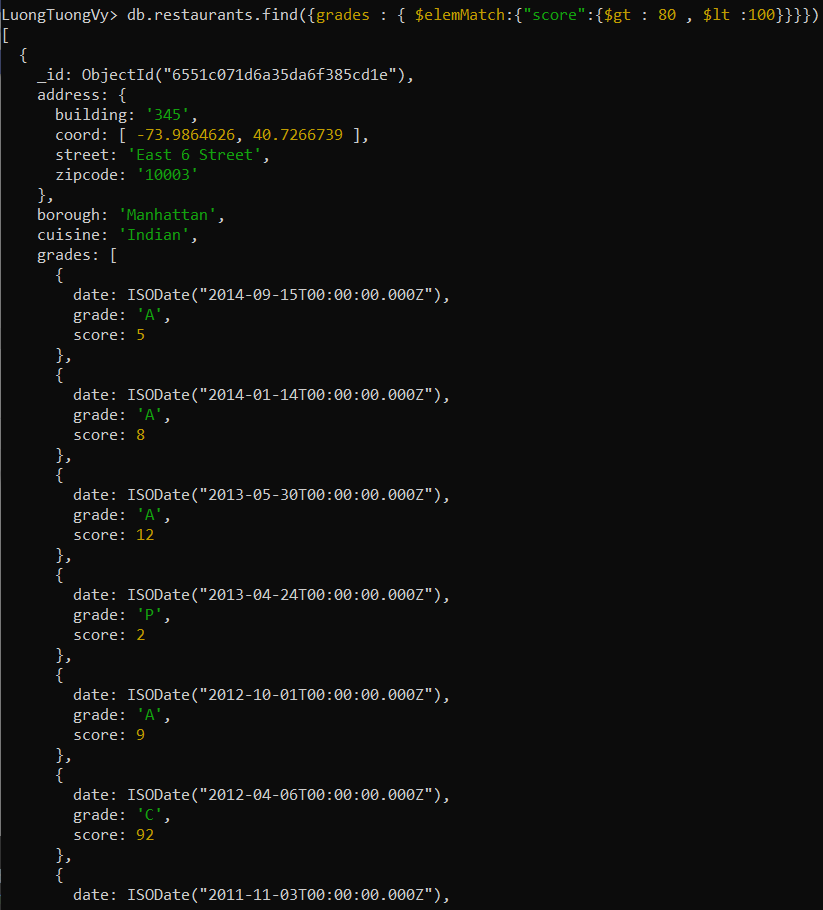 LuongTuongVy> db.restaurants.find({grades : { $elemMatch:{"score":{$gt : 80 , $lt :100}}}})
[
  {
    _id: ObjectId("6551c071d6a35da6f385cd1e"),
    address: {
      building: '345',
      coord: [ -73.9864626, 40.7266739 ],
      street: 'East 6 Street',
      zipcode: '10003'
    },
    borough: 'Manhattan',
    cuisine: 'Indian',
    grades: [
      {
        date: ISODate("2014-09-15T00:00:00.000Z"),
        grade: 'A',
        score: 5
      },
      {
        date: ISODate("2014-01-14T00:00:00.000Z"),
        grade: 'A',
        score: 8
      },
      {
        date: ISODate("2013-05-30T00:00:00.000Z"),
        grade: 'A',
        score: 12
      },
      {
        date: ISODate("2013-04-24T00:00:00.000Z"),
        grade: 'P',
        score: 2
      },
      {
        date: ISODate("2012-10-01T00:00:00.000Z"),
        grade: 'A',
        score: 9
      },
      {
        date: ISODate("2012-04-06T00:00:00.000Z"),
        grade: 'C',
        score: 92
      },
      {
        date: ISODate("2011-11-03T00:00:00.000Z"),